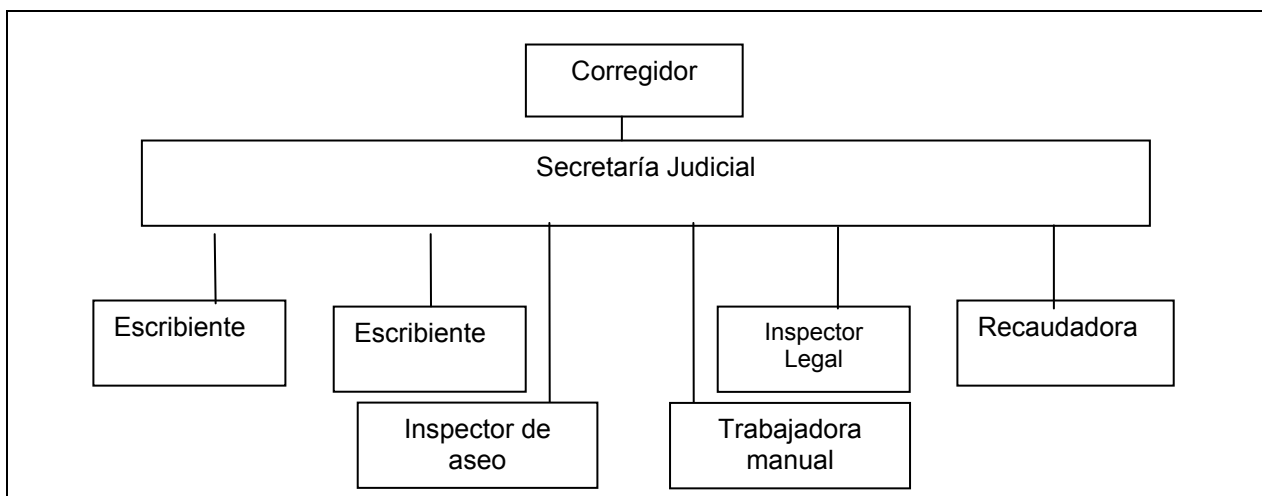 Corregidor
Secretaría Judicial
Escribiente
Escribiente
Inspector
Legal
Recaudadora
Inspector de
aseo
Trabajadora
manual